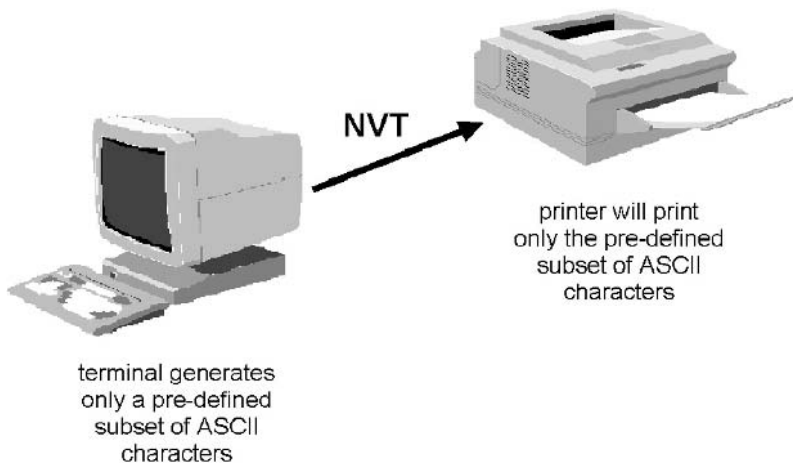 NVT
printer will print
only the pre-defined
subset of ASCII
characters
terminal generates
only a pre-defined
subset of ASCII
characters